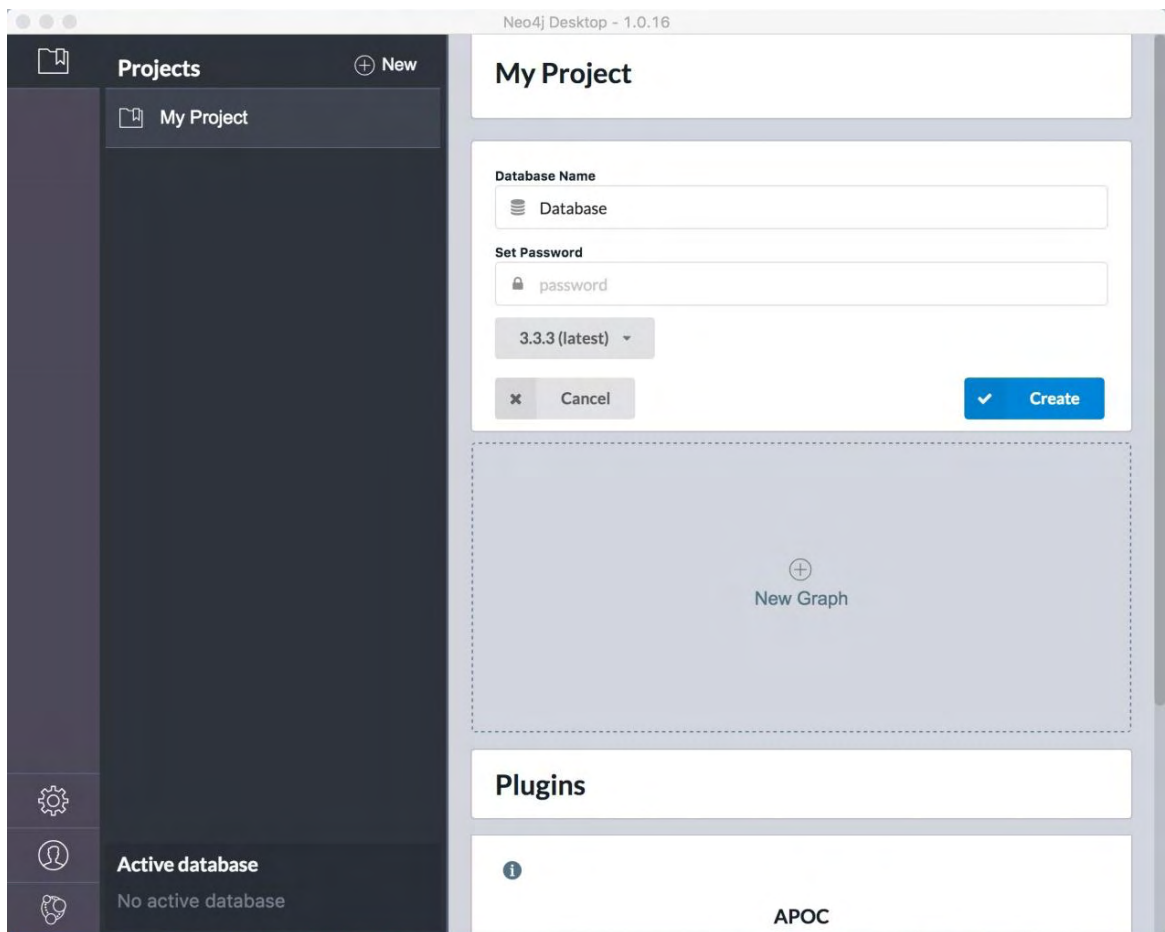 Neo4j Desktop - 1.0.16
Projects
New
My Project
Active database
No active database
My Project
Database Name
Database
Set Password
password
3.3.3 (latest)
Cancel
Create
New Graph
Plugins
APOC